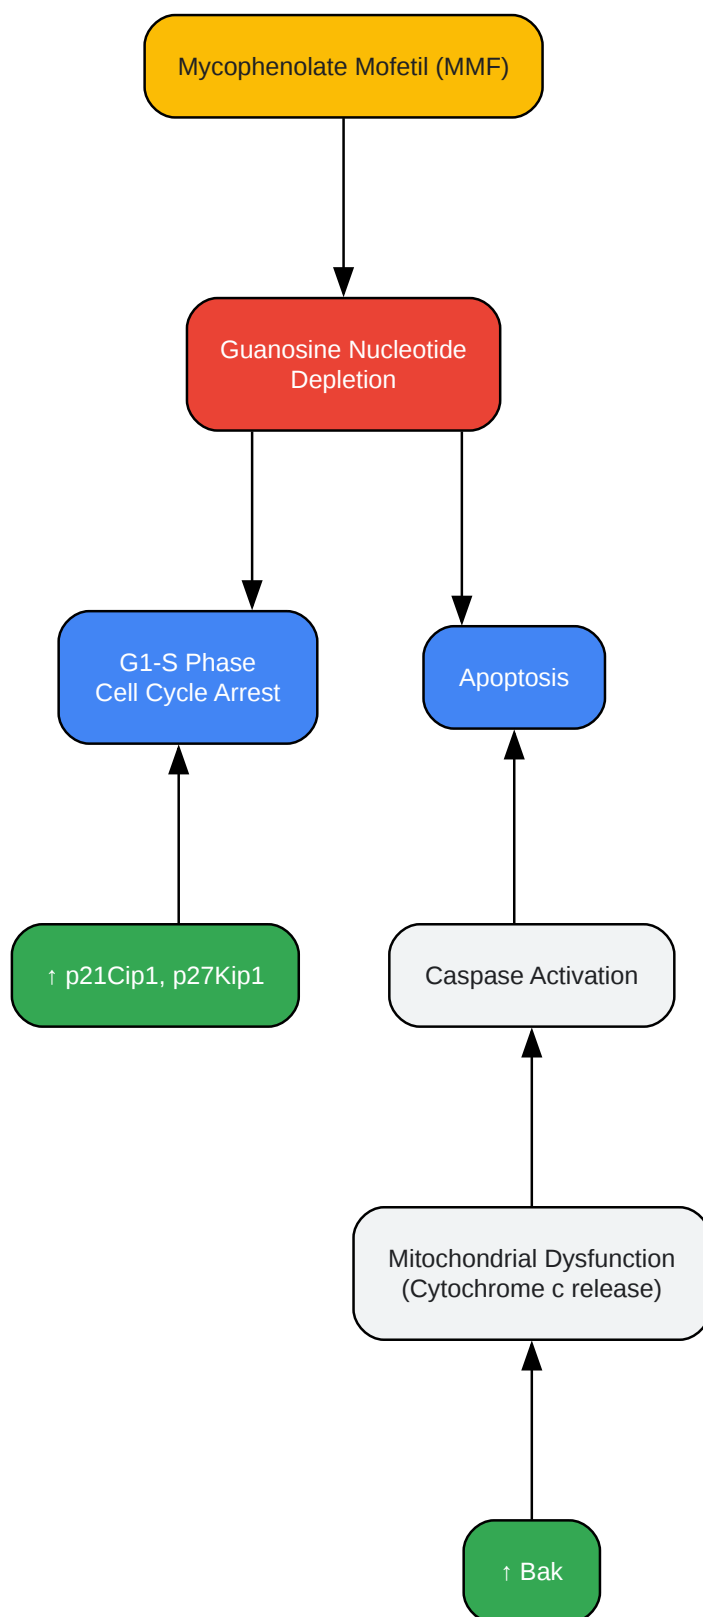 Mycophenolate Mofetil (MMF)
Guanosine Nucleotide
Depletion
G1-S Phase
Cell Cycle Arrest
Apoptosis
↑ p21Cip1, p27Kip1
Caspase Activation
Mitochondrial Dysfunction
(Cytochrome c release)
↑ Bak